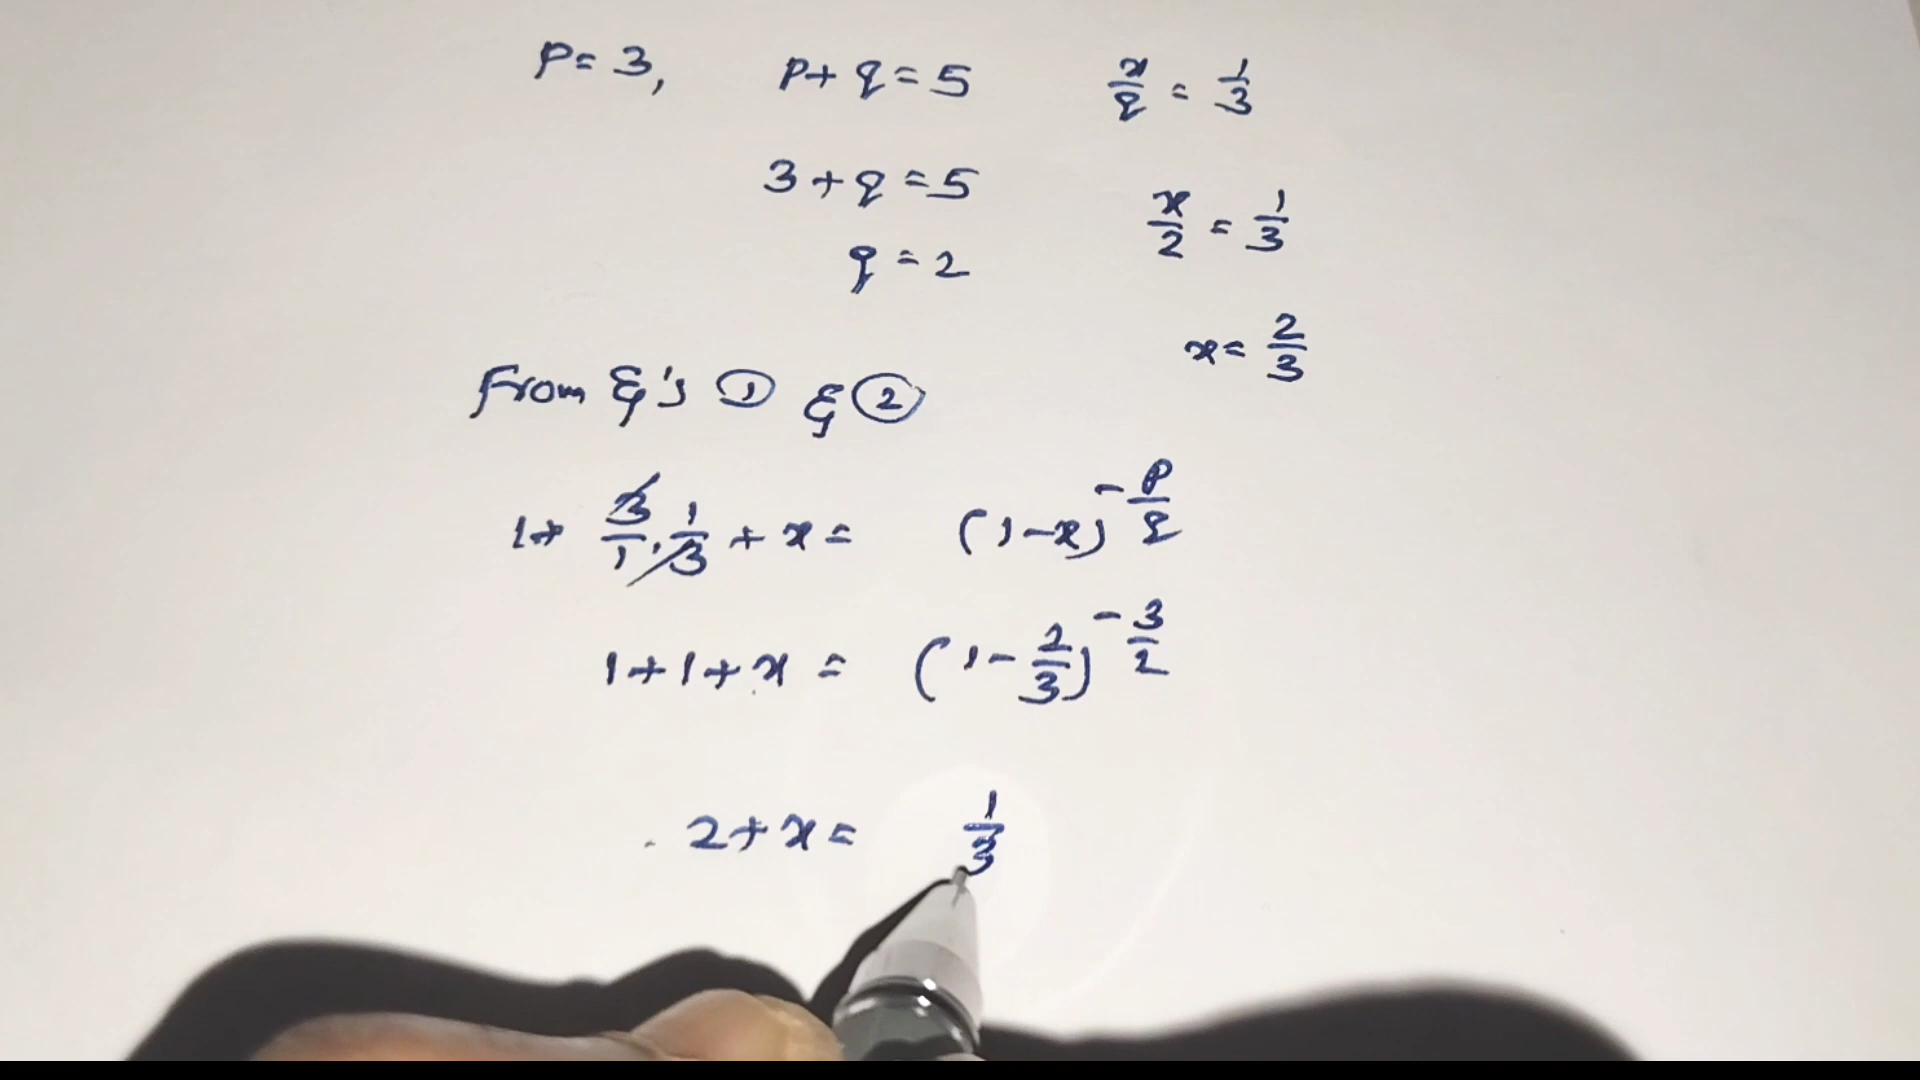 p = 3, p + q = 5 x/q = 1/3
3 + q = 5 x/2 = 1/3
q = 2
x = 2/3
From Eq's ① & ②
1 + 3/1 . 1/3 + x = (1 - x)^(-p/q)
1 + 1 + x = (1 - 2/3)^(-3/2)
2 + x = 1/3